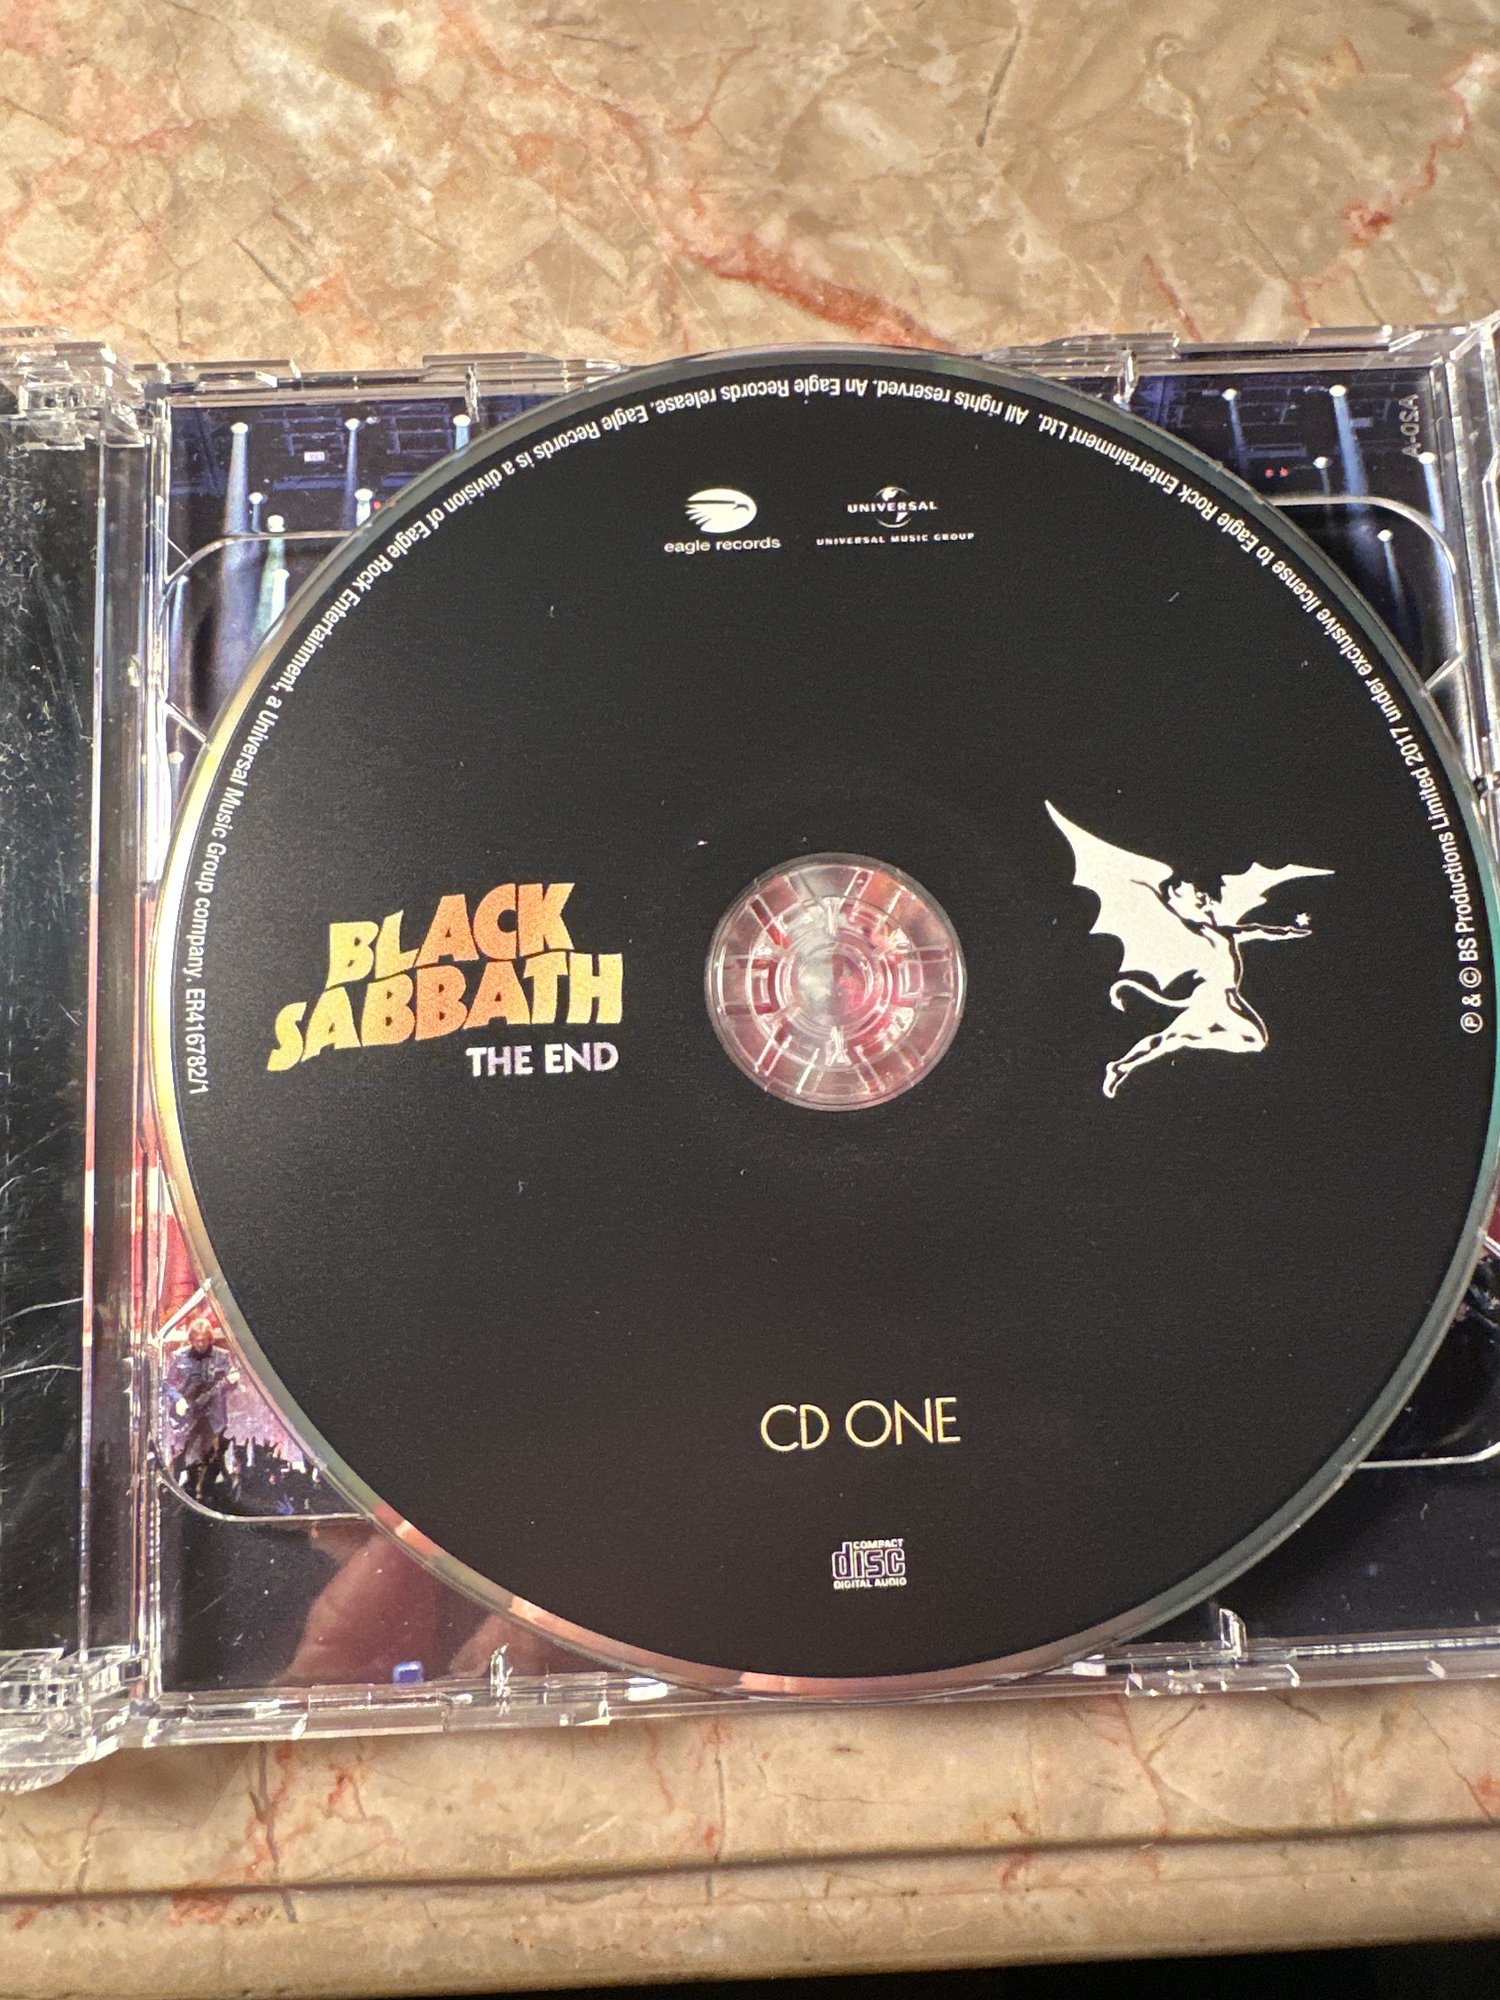 eagle records
UNIVERSAL
UNIVERSAL MUSIC GROUP
BLACK
SABBATH
THE END
CD ONE
COMPACT
disc
DIGITAL AUDIO
℗ & © BS Productions Limited 2017 under exclusive license to Eagle Rock Entertainment Ltd. All rights reserved. An Eagle Records release. Eagle Records is a division of Eagle Rock Entertainment, a Universal Music Group company. ER416782/1